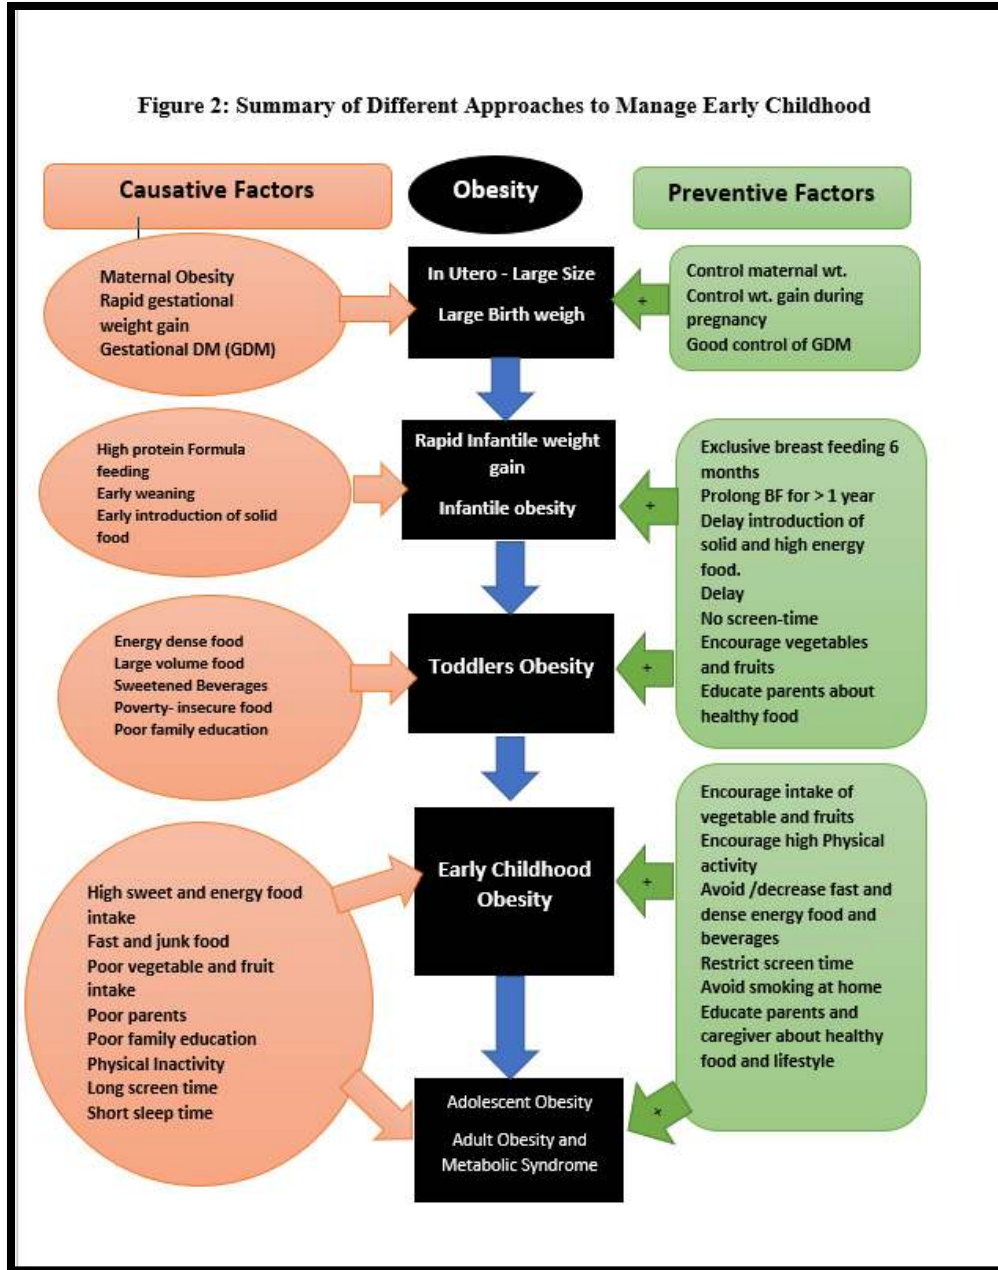 Figure 2: Summary of Different Approaches to Manage Early Childhood
Causative Factors
Obesity
Preventive Factors
Maternal Obesity
Rapid gestational
weight gain
Gestational DM (GDM)
In Utero - Large Size
Large Birth weigh
+
Control maternal wt.
Control wt. gain during
pregnancy
Good control of GDM
High protein Formula
feeding
Early weaning
Early introduction of solid
food
Rapid Infantile weight
gain
Infantile obesity
+
Exclusive breast feeding 6
months
Prolong BF for > 1 year
Delay introduction of
solid and high energy
food.
Delay
No screen-time
Encourage vegetables
and fruits
Educate parents about
healthy food
Energy dense food
Large volume food
Sweetened Beverages
Poverty- insecure food
Poor family education
Toddlers Obesity
+
High sweet and energy food
intake
Fast and junk food
Poor vegetable and fruit
intake
Poor parents
Poor family education
Physical Inactivity
Long screen time
Short sleep time
Early Childhood
Obesity
+
Encourage intake of
vegetable and fruits
Encourage high Physical
activity
Avoid /decrease fast and
dense energy food and
beverages
Restrict screen time
Avoid smoking at home
Educate parents and
caregiver about healthy
food and lifestyle
Adolescent Obesity
Adult Obesity and
Metabolic Syndrome
+